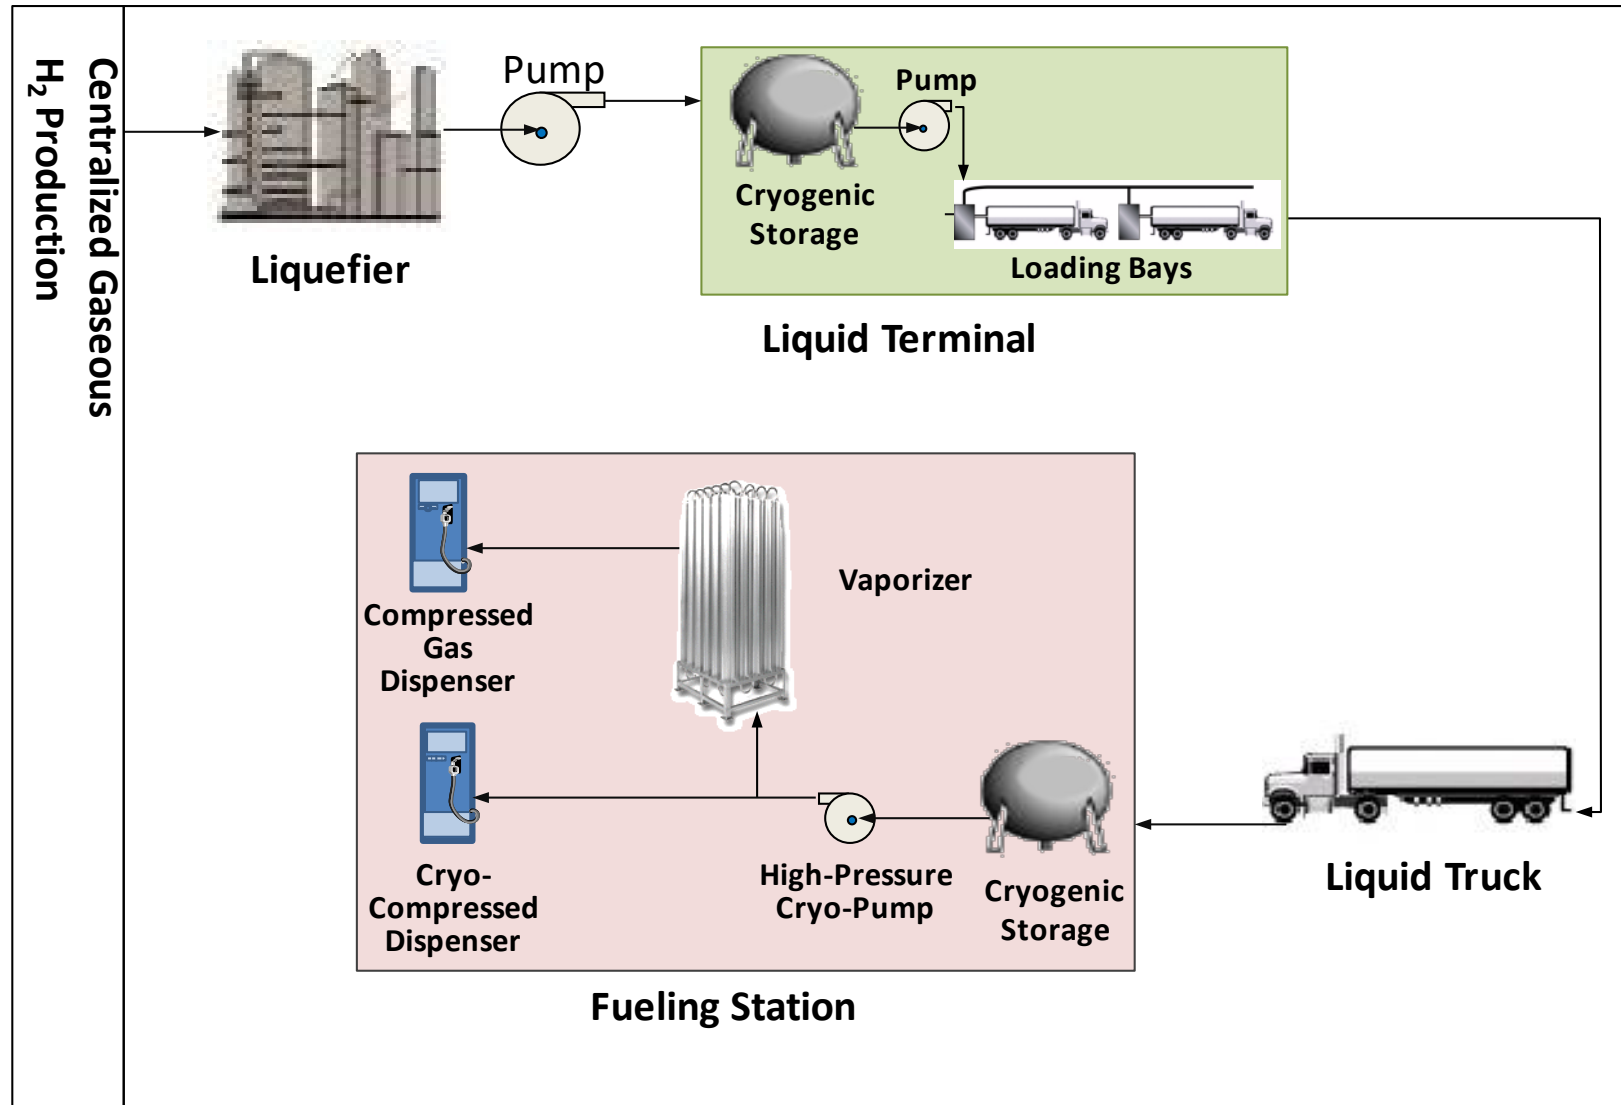 Centralized Gaseous
H₂ Production
Pump
Liquefier
Pump
Cryogenic
Storage
Loading Bays
Liquid Terminal
Compressed
Gas
Dispenser
Vaporizer
Cryo-
Compressed
Dispenser
High-Pressure
Cryo-Pump
Cryogenic
Storage
Fueling Station
Liquid Truck